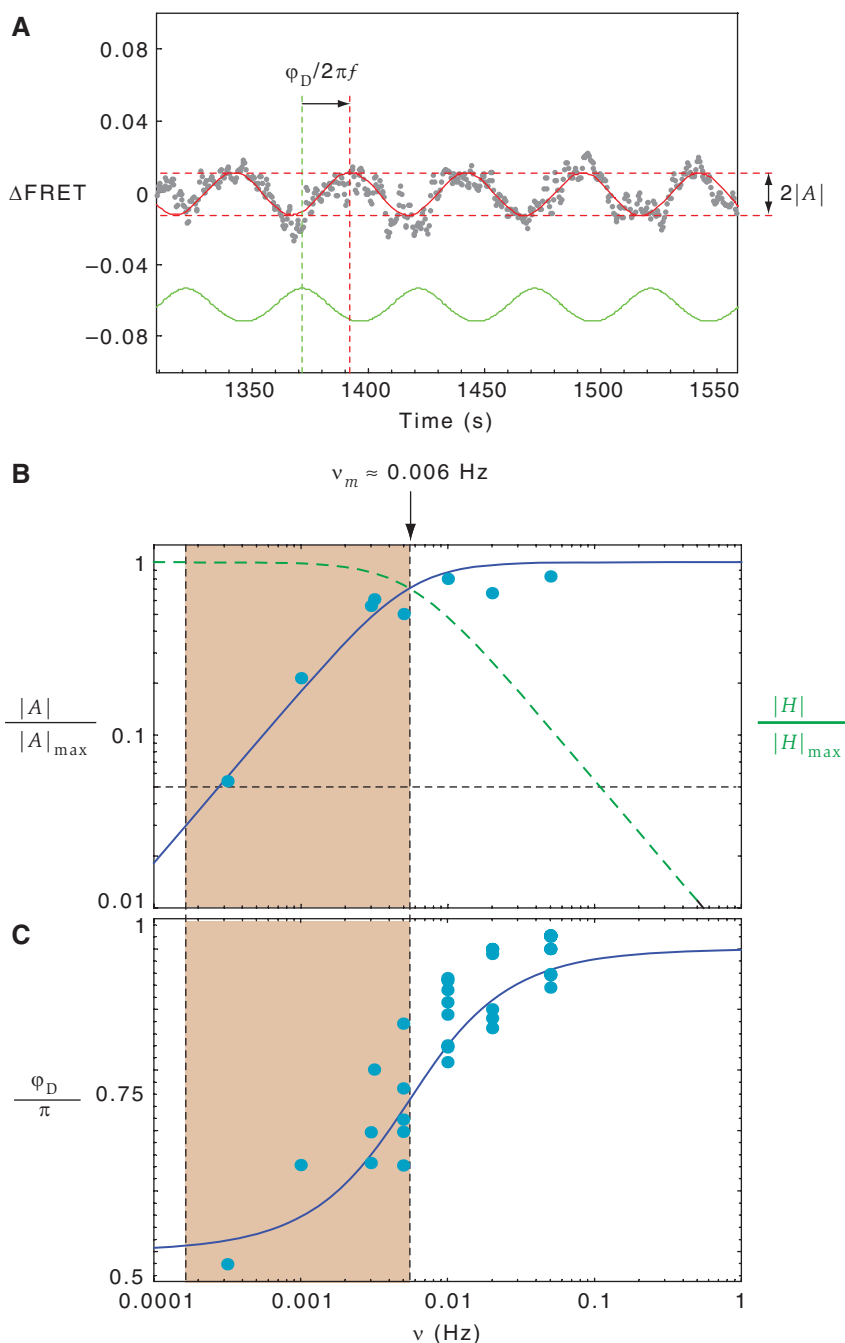 A
φD/2πf
0.08
0.04
ΔFRET
0
2|A|
−0.04
−0.08
1350 1400 1450 1500 1550
Time (s)
B
νm ≈ 0.006 Hz
1
|A|
|A|max
0.1
|H|
|H|max
0.01
C
1
φD
π
0.75
0.5
0.0001 0.001 0.01 0.1 1
ν (Hz)